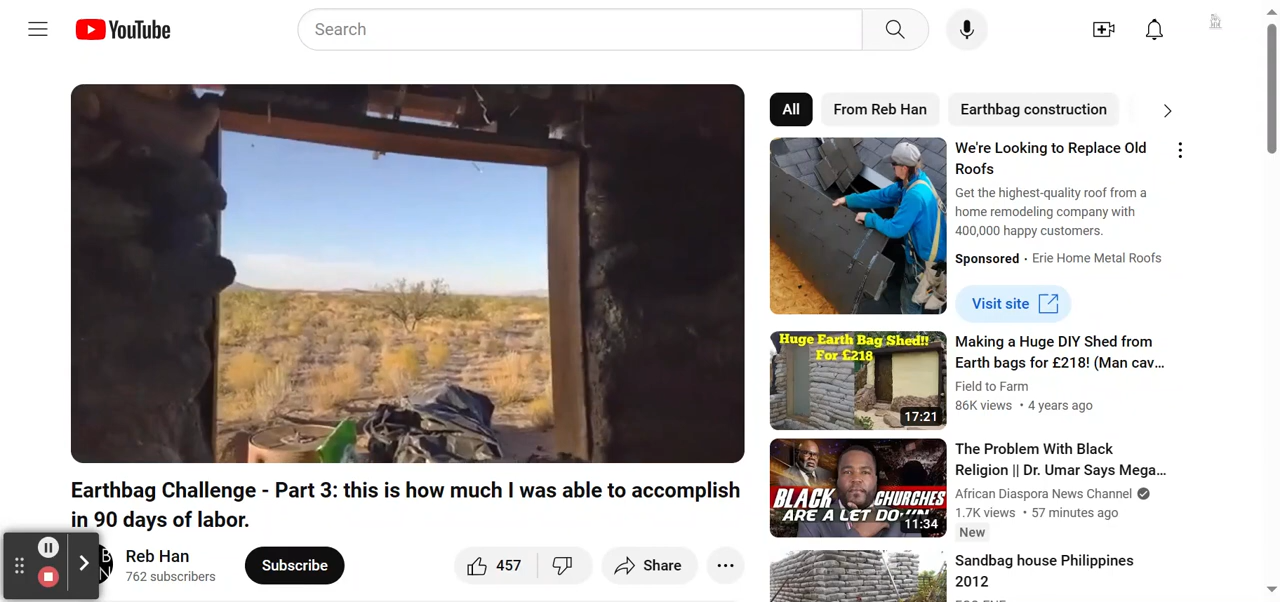 YouTube
Search
Earthbag Challenge - Part 3: this is how much I was able to accomplish
in 90 days of labor.
Reb Han
762 subscribers
Subscribe
457
Share
All
From Reb Han
Earthbag construction
We're Looking to Replace Old
Roofs
Get the highest-quality roof from a
home remodeling company with
400,000 happy customers.
Sponsored · Erie Home Metal Roofs
Visit site
Huge Earth Bag Shed!!
For £218
17:21
Making a Huge DIY Shed from
Earth bags for £218! (Man cav...
Field to Farm
86K views • 4 years ago
BLACK CHURCHES
ARE A LET DOWN
11:34
The Problem With Black
Religion || Dr. Umar Says Mega...
African Diaspora News Channel
1.7K views • 57 minutes ago
New
Sandbag house Philippines
2012